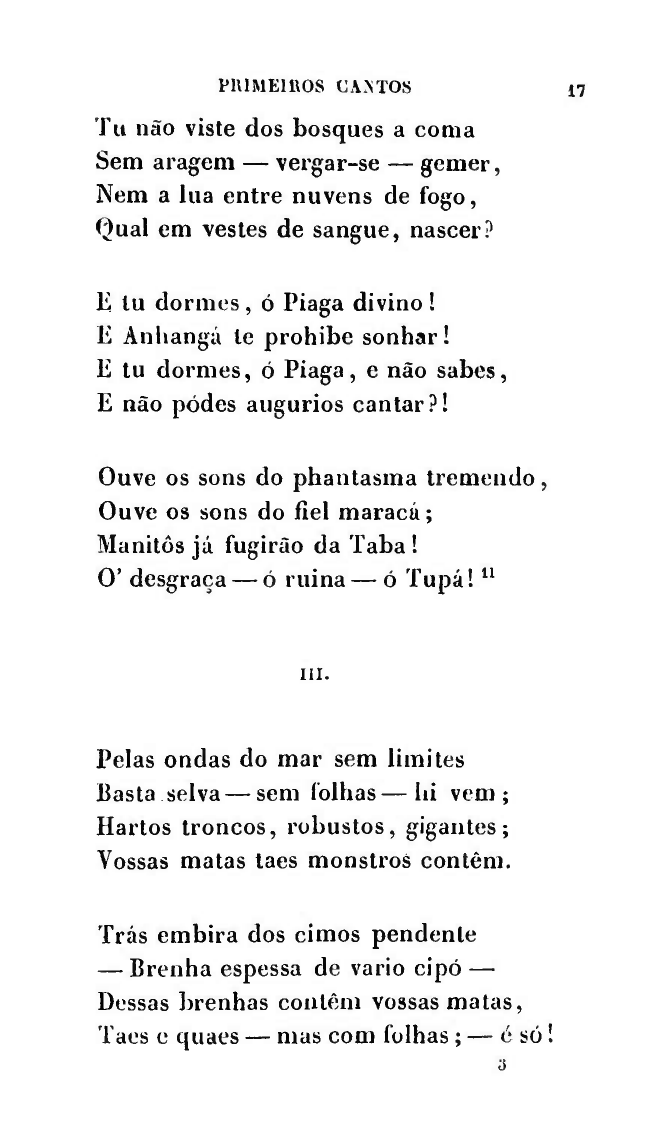 PRIMEIROS CANTOS 17
Tu não viste dos bosques a coma
Sem aragem — vergar-se — gemer,
Nem a lua entre nuvens de fogo,
Qual em vestes de sangue, nascer?
E tu dormes, ó Piaga divino!
E Anhangá te prohibe sonhar!
E tu dormes, ó Piaga, e não sabes,
E não pódes augurios cantar?!
Ouve os sons do phantasma tremendo,
Ouve os sons do fiel maracá;
Manitôs já fugirão da Taba!
O' desgraça — ó ruina — ó Tupá! 11
III.
Pelas ondas do mar sem limites
Basta selva — sem folhas — hi vem;
Hartos troncos, robustos, gigantes;
Vossas matas taes monstros contêm.
Trás embira dos cimos pendente
— Brenha espessa de vario cipó —
Dessas brenhas contêm vossas matas,
Taes e quaes — mas com folhas; — é só!
3